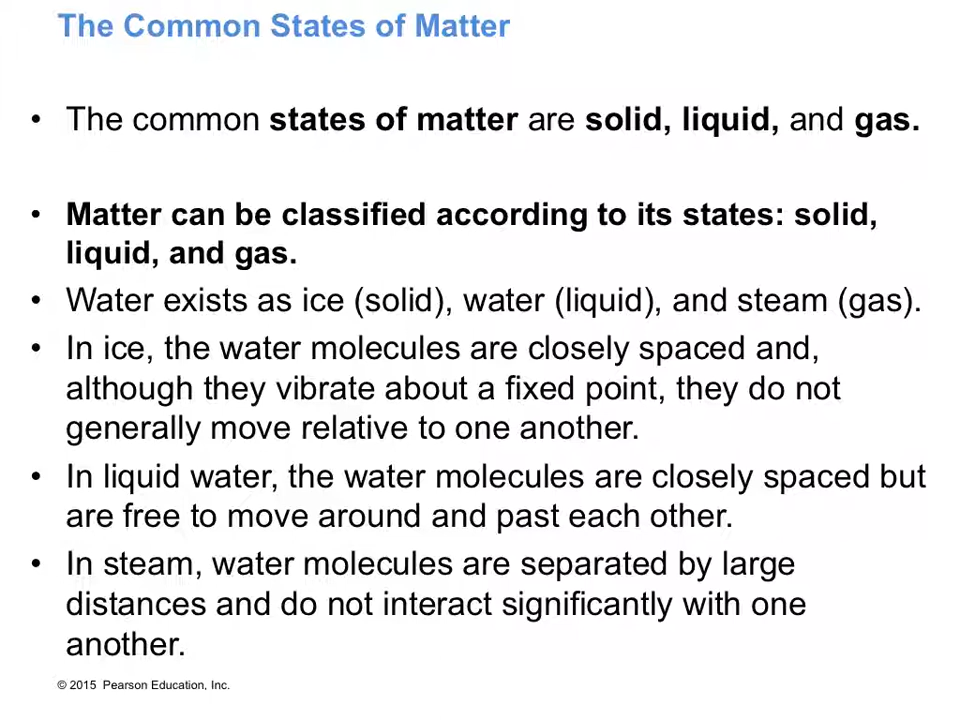 The Common States of Matter
• The common states of matter are solid, liquid, and gas.
• Matter can be classified according to its states: solid,
liquid, and gas.
• Water exists as ice (solid), water (liquid), and steam (gas).
• In ice, the water molecules are closely spaced and,
although they vibrate about a fixed point, they do not
generally move relative to one another.
• In liquid water, the water molecules are closely spaced but
are free to move around and past each other.
• In steam, water molecules are separated by large
distances and do not interact significantly with one
another.
© 2015 Pearson Education, Inc.